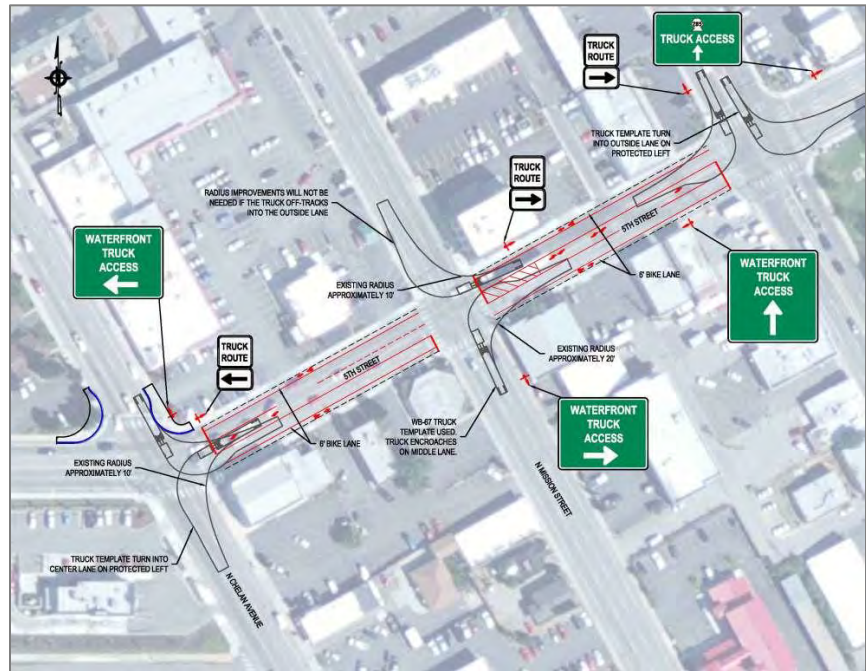 285
TRUCK ACCESS
TRUCK
ROUTE
TRUCK TEMPLATE TURN
INTO OUTSIDE LANE ON
PROTECTED LEFT
TRUCK
ROUTE
RADIUS IMPROVEMENTS WILL NOT BE
NEEDED IF THE TRUCK OFF-TRACKS
INTO THE OUTSIDE LANE
5TH STREET
WATERFRONT
TRUCK
ACCESS
6' BIKE LANE
WATERFRONT
TRUCK
ACCESS
EXISTING RADIUS
APPROXIMATELY 10'
TRUCK
ROUTE
EXISTING RADIUS
APPROXIMATELY 20'
5TH STREET
WATERFRONT
TRUCK
ACCESS
WB-67 TRUCK
TEMPLATE USED.
TRUCK ENCROACHES
ON MIDDLE LANE.
6' BIKE LANE
EXISTING RADIUS
APPROXIMATELY 10'
N MISSION STREET
TRUCK TEMPLATE TURN INTO
CENTER LANE ON PROTECTED LEFT
N CHELAN AVENUE